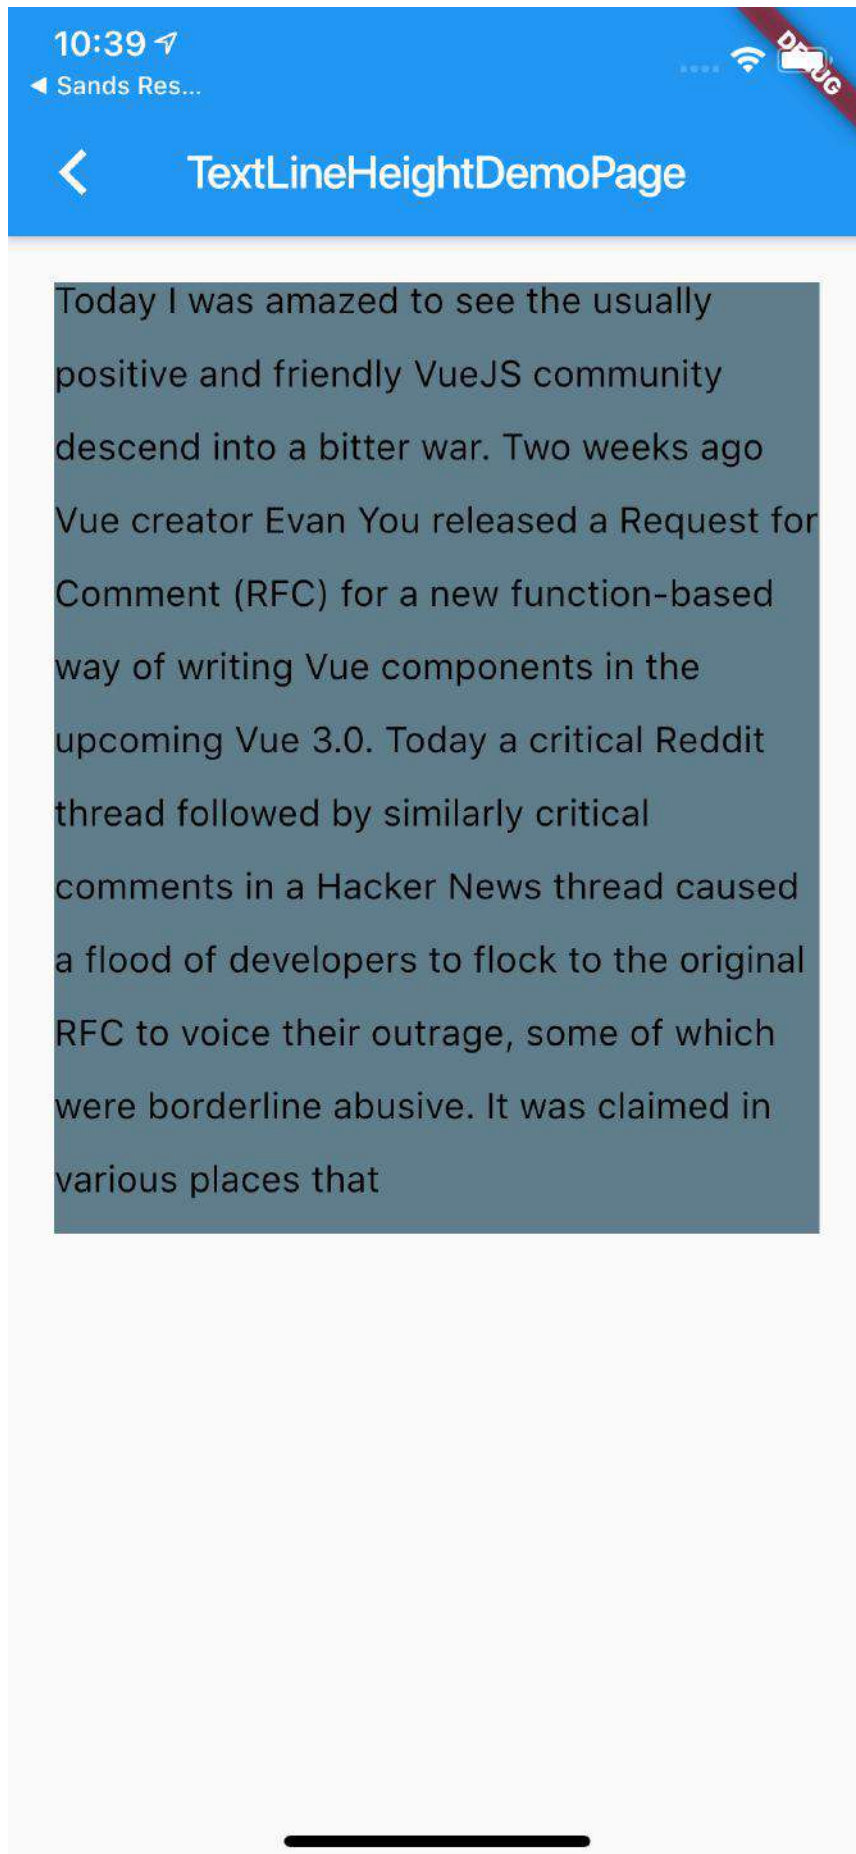 10:39
DEBUG
◀ Sands Res...
TextLineHeightDemoPage
Today I was amazed to see the usually
positive and friendly VueJS community
descend into a bitter war. Two weeks ago
Vue creator Evan You released a Request for
Comment (RFC) for a new function-based
way of writing Vue components in the
upcoming Vue 3.0. Today a critical Reddit
thread followed by similarly critical
comments in a Hacker News thread caused
a flood of developers to flock to the original
RFC to voice their outrage, some of which
were borderline abusive. It was claimed in
various places that